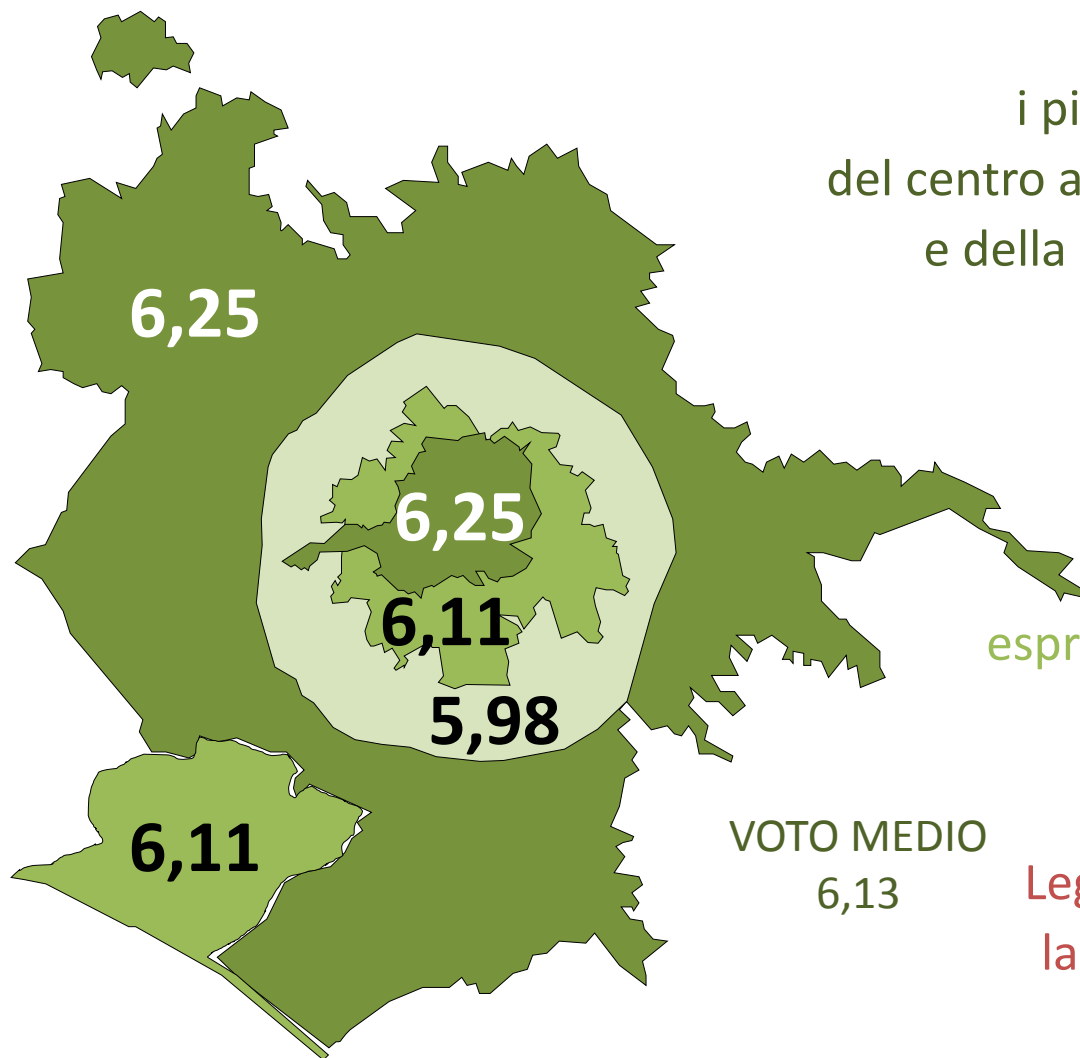 i pi
del centro a
e della
6,25
6,25
6,11
espr
5,98
VOTO MEDIO
6,13
6,11
Leg
la